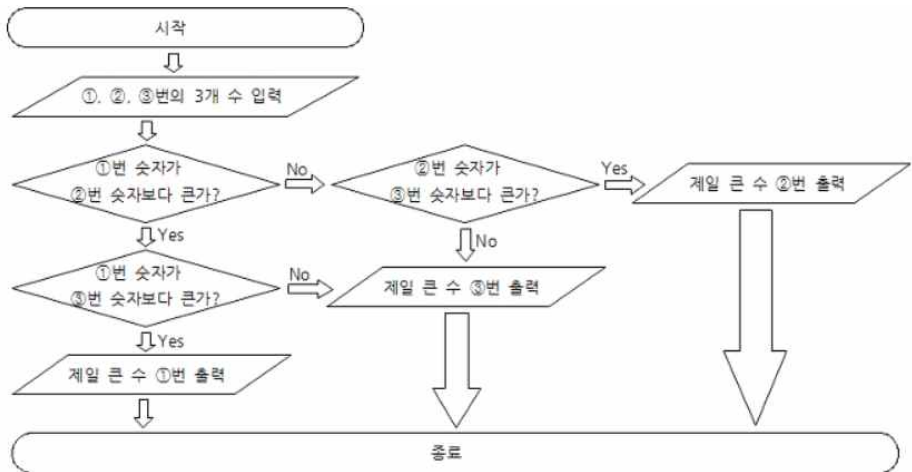 시작
①, ②, ③번의 3개 수 입력
①번 숫자가
②번 숫자보다 큰가?
No
②번 숫자가
③번 숫자보다 큰가?
Yes
제일 큰 수 ②번 출력
Yes
No
①번 숫자가
③번 숫자보다 큰가?
No
제일 큰 수 ③번 출력
Yes
제일 큰 수 ①번 출력
종료